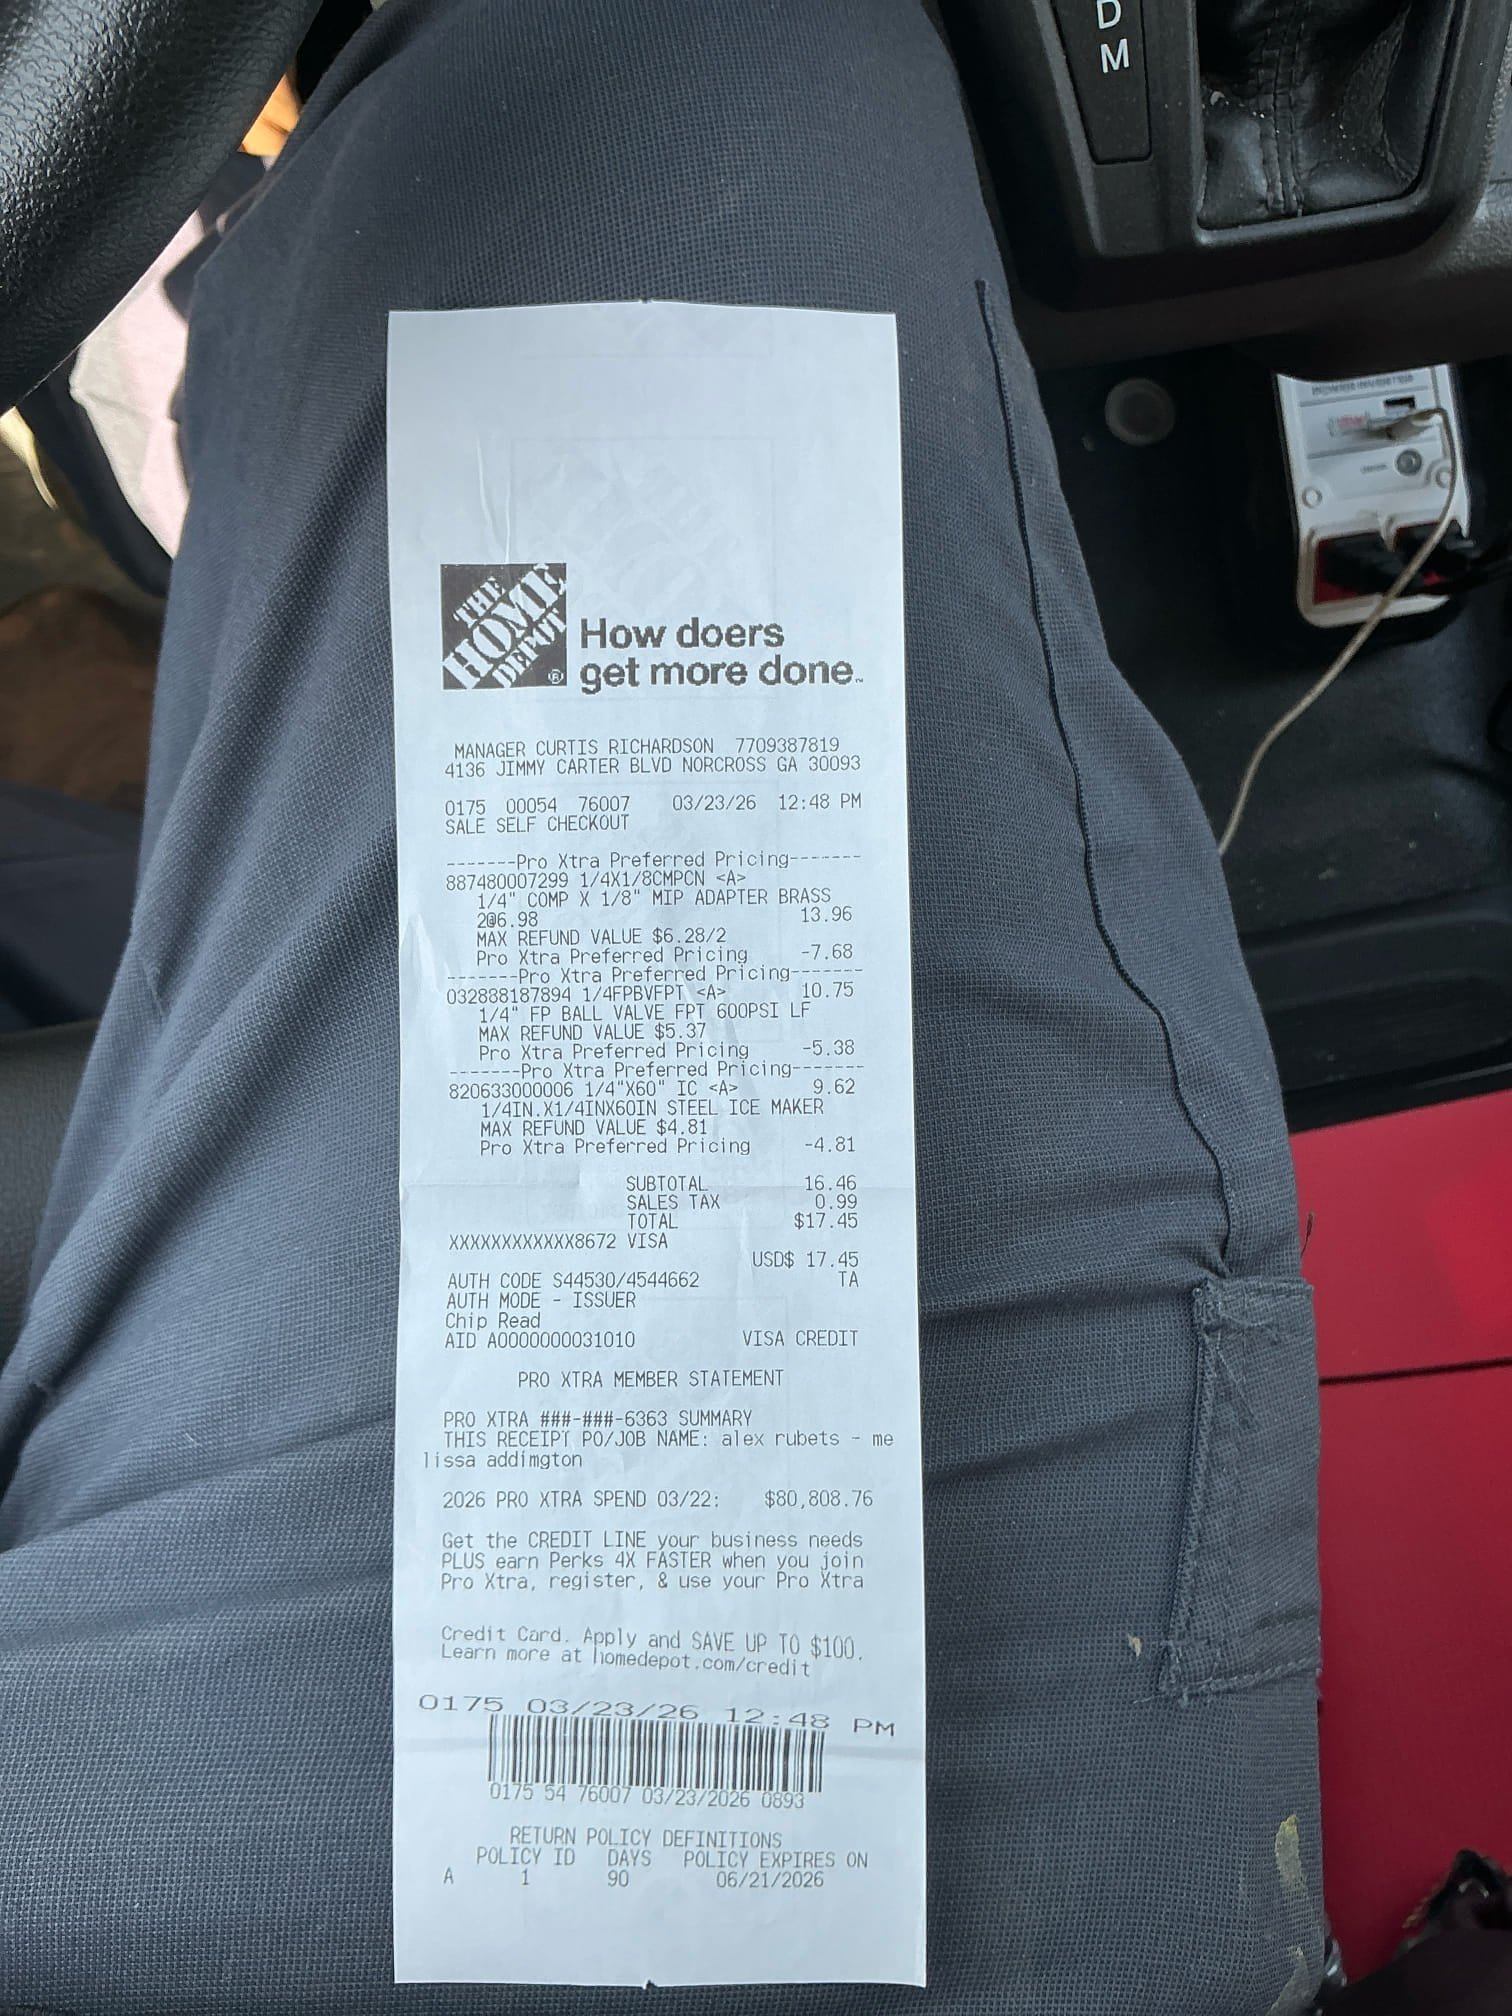 D
M
THE HOME DEPOT ®
How doers
get more done™
MANAGER CURTIS RICHARDSON 7709387819
4136 JIMMY CARTER BLVD NORCROSS GA 30093
0175 00054 76007 03/23/26 12:48 PM
SALE SELF CHECKOUT
-------Pro Xtra Preferred Pricing-------
887480007299 1/4X1/8CMPCN <A>
1/4" COMP X 1/8" MIP ADAPTER BRASS
2@6.98 13.96
MAX REFUND VALUE $6.28/2
Pro Xtra Preferred Pricing -7.68
-------Pro Xtra Preferred Pricing-------
032888187894 1/4FPBVFPT <A> 10.75
1/4" FP BALL VALVE FPT 600PSI LF
MAX REFUND VALUE $5.37
Pro Xtra Preferred Pricing -5.38
-------Pro Xtra Preferred Pricing-------
820633000006 1/4"X60" IC <A> 9.62
1/4IN.X1/4INX60IN STEEL ICE MAKER
MAX REFUND VALUE $4.81
Pro Xtra Preferred Pricing -4.81
SUBTOTAL 16.46
SALES TAX 0.99
TOTAL $17.45
XXXXXXXXXXXX8672 VISA
USD$ 17.45
AUTH CODE S44530/4544662 TA
AUTH MODE - ISSUER
Chip Read
AID A0000000031010 VISA CREDIT
PRO XTRA MEMBER STATEMENT
PRO XTRA ###-###-6363 SUMMARY
THIS RECEIPT PO/JOB NAME: alex rubets - me
lissa addimgton
2026 PRO XTRA SPEND 03/22: $80,808.76
Get the CREDIT LINE your business needs
PLUS earn Perks 4X FASTER when you join
Pro Xtra, register, & use your Pro Xtra
Credit Card. Apply and SAVE UP TO $100.
Learn more at homedepot.com/credit
0175 03/23/26 12:48 PM
0175 54 76007 03/23/2026 0893
RETURN POLICY DEFINITIONS
POLICY ID DAYS POLICY EXPIRES ON
A 1 90 06/21/2026